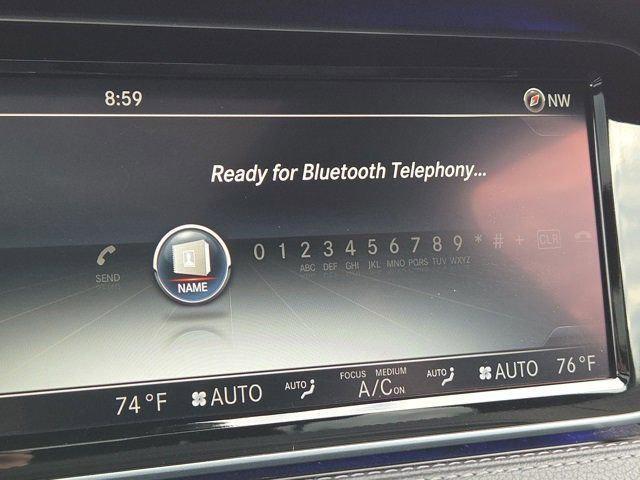 8:59 NW
Ready for Bluetooth Telephony...
SEND NAME 0 1 2 3 4 5 6 7 8 9 * # + CLR
ABC DEF GHI JKL MNO PQRS TUV WXYZ
FOCUS MEDIUM
74°F AUTO AUTO A/C ON AUTO AUTO 76°F